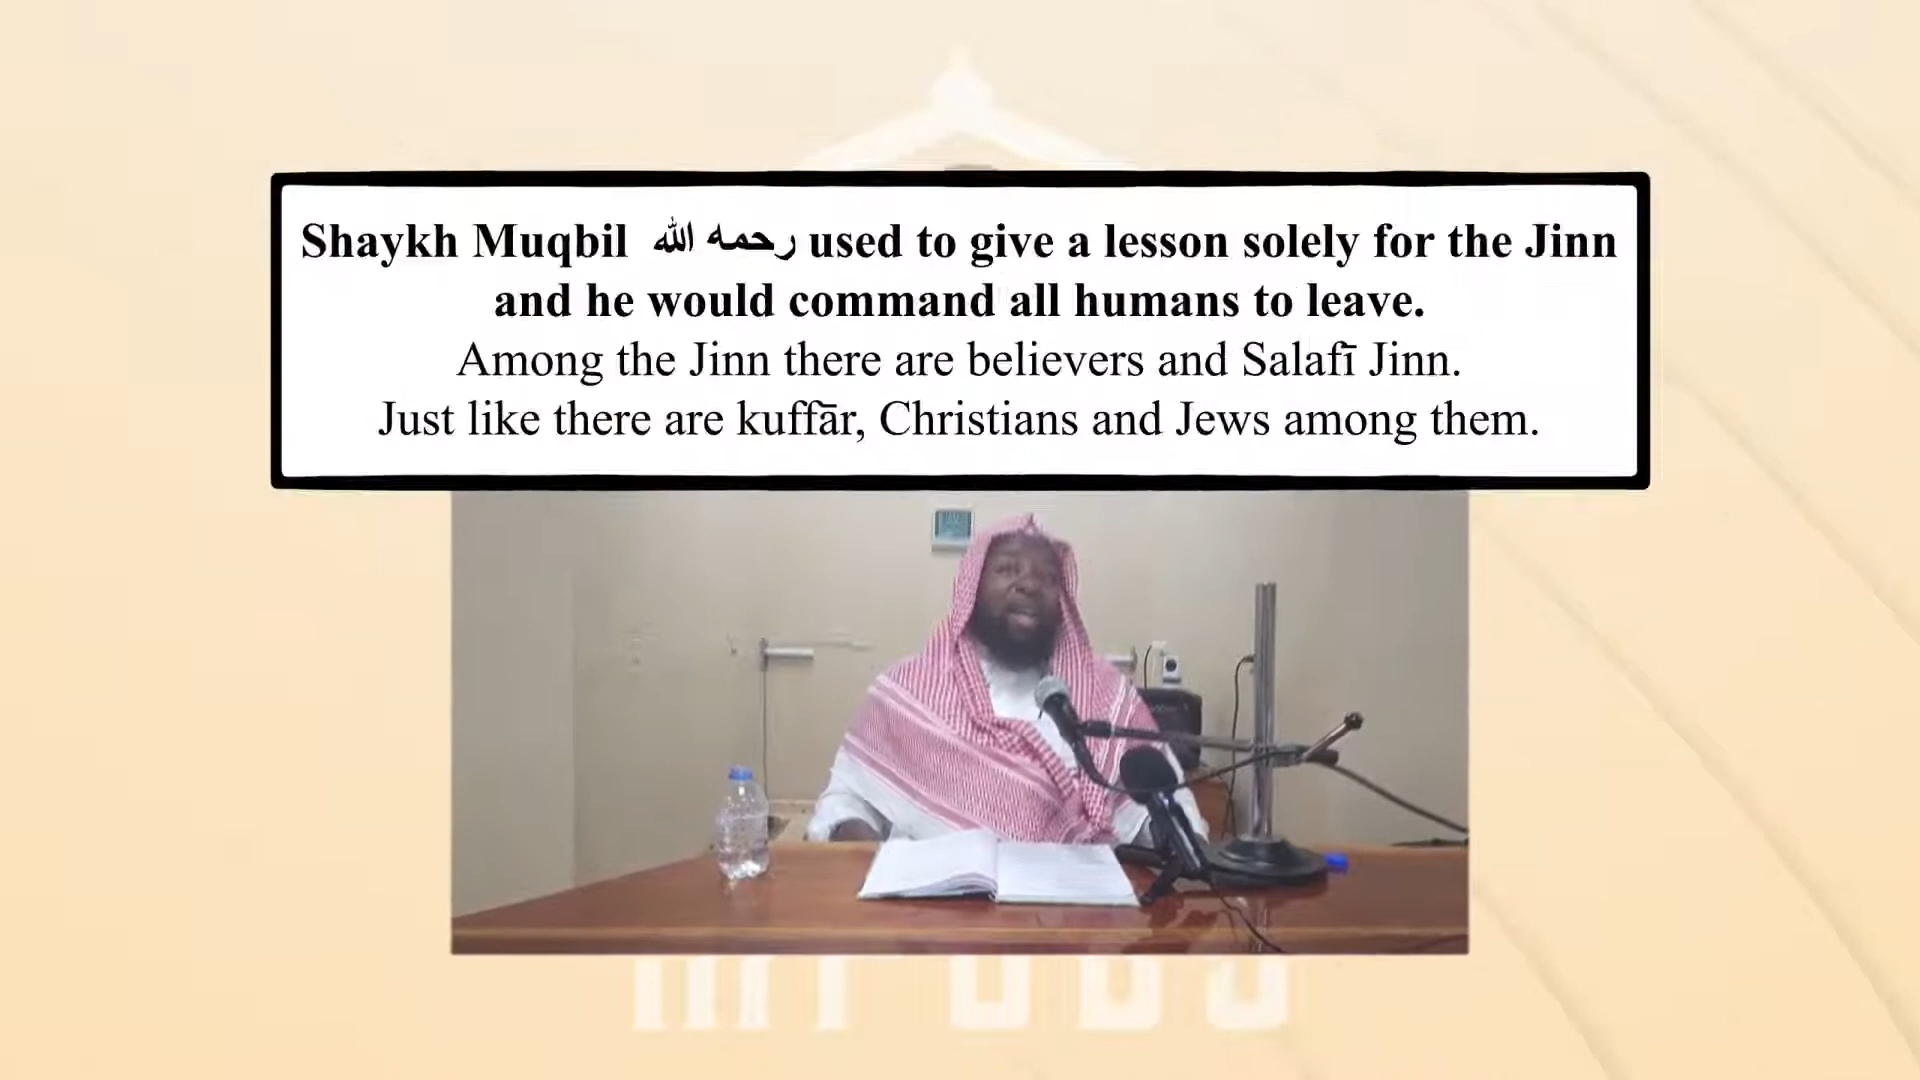 Shaykh Muqbil رحمه الله used to give a lesson solely for the Jinn
and he would command all humans to leave.
Among the Jinn there are believers and Salafī Jinn.
Just like there are kuffār, Christians and Jews among them.